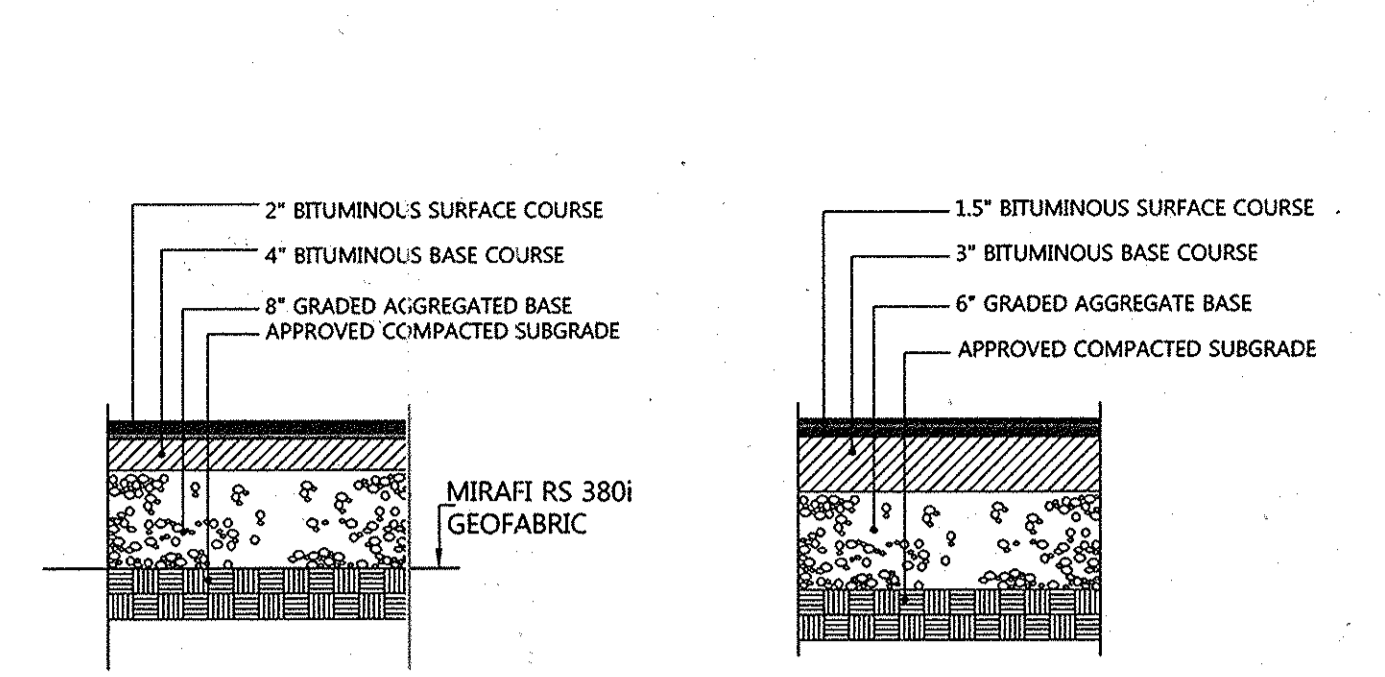 2" BITUMINOUS SURFACE COURSE
4" BITUMINOUS BASE COURSE
8" GRADED AGGREGATED BASE
APPROVED COMPACTED SUBGRADE
MIRAFI RS 380i
GEOFABRIC
1.5" BITUMINOUS SURFACE COURSE
3" BITUMINOUS BASE COURSE
6" GRADED AGGREGATE BASE
APPROVED COMPACTED SUBGRADE